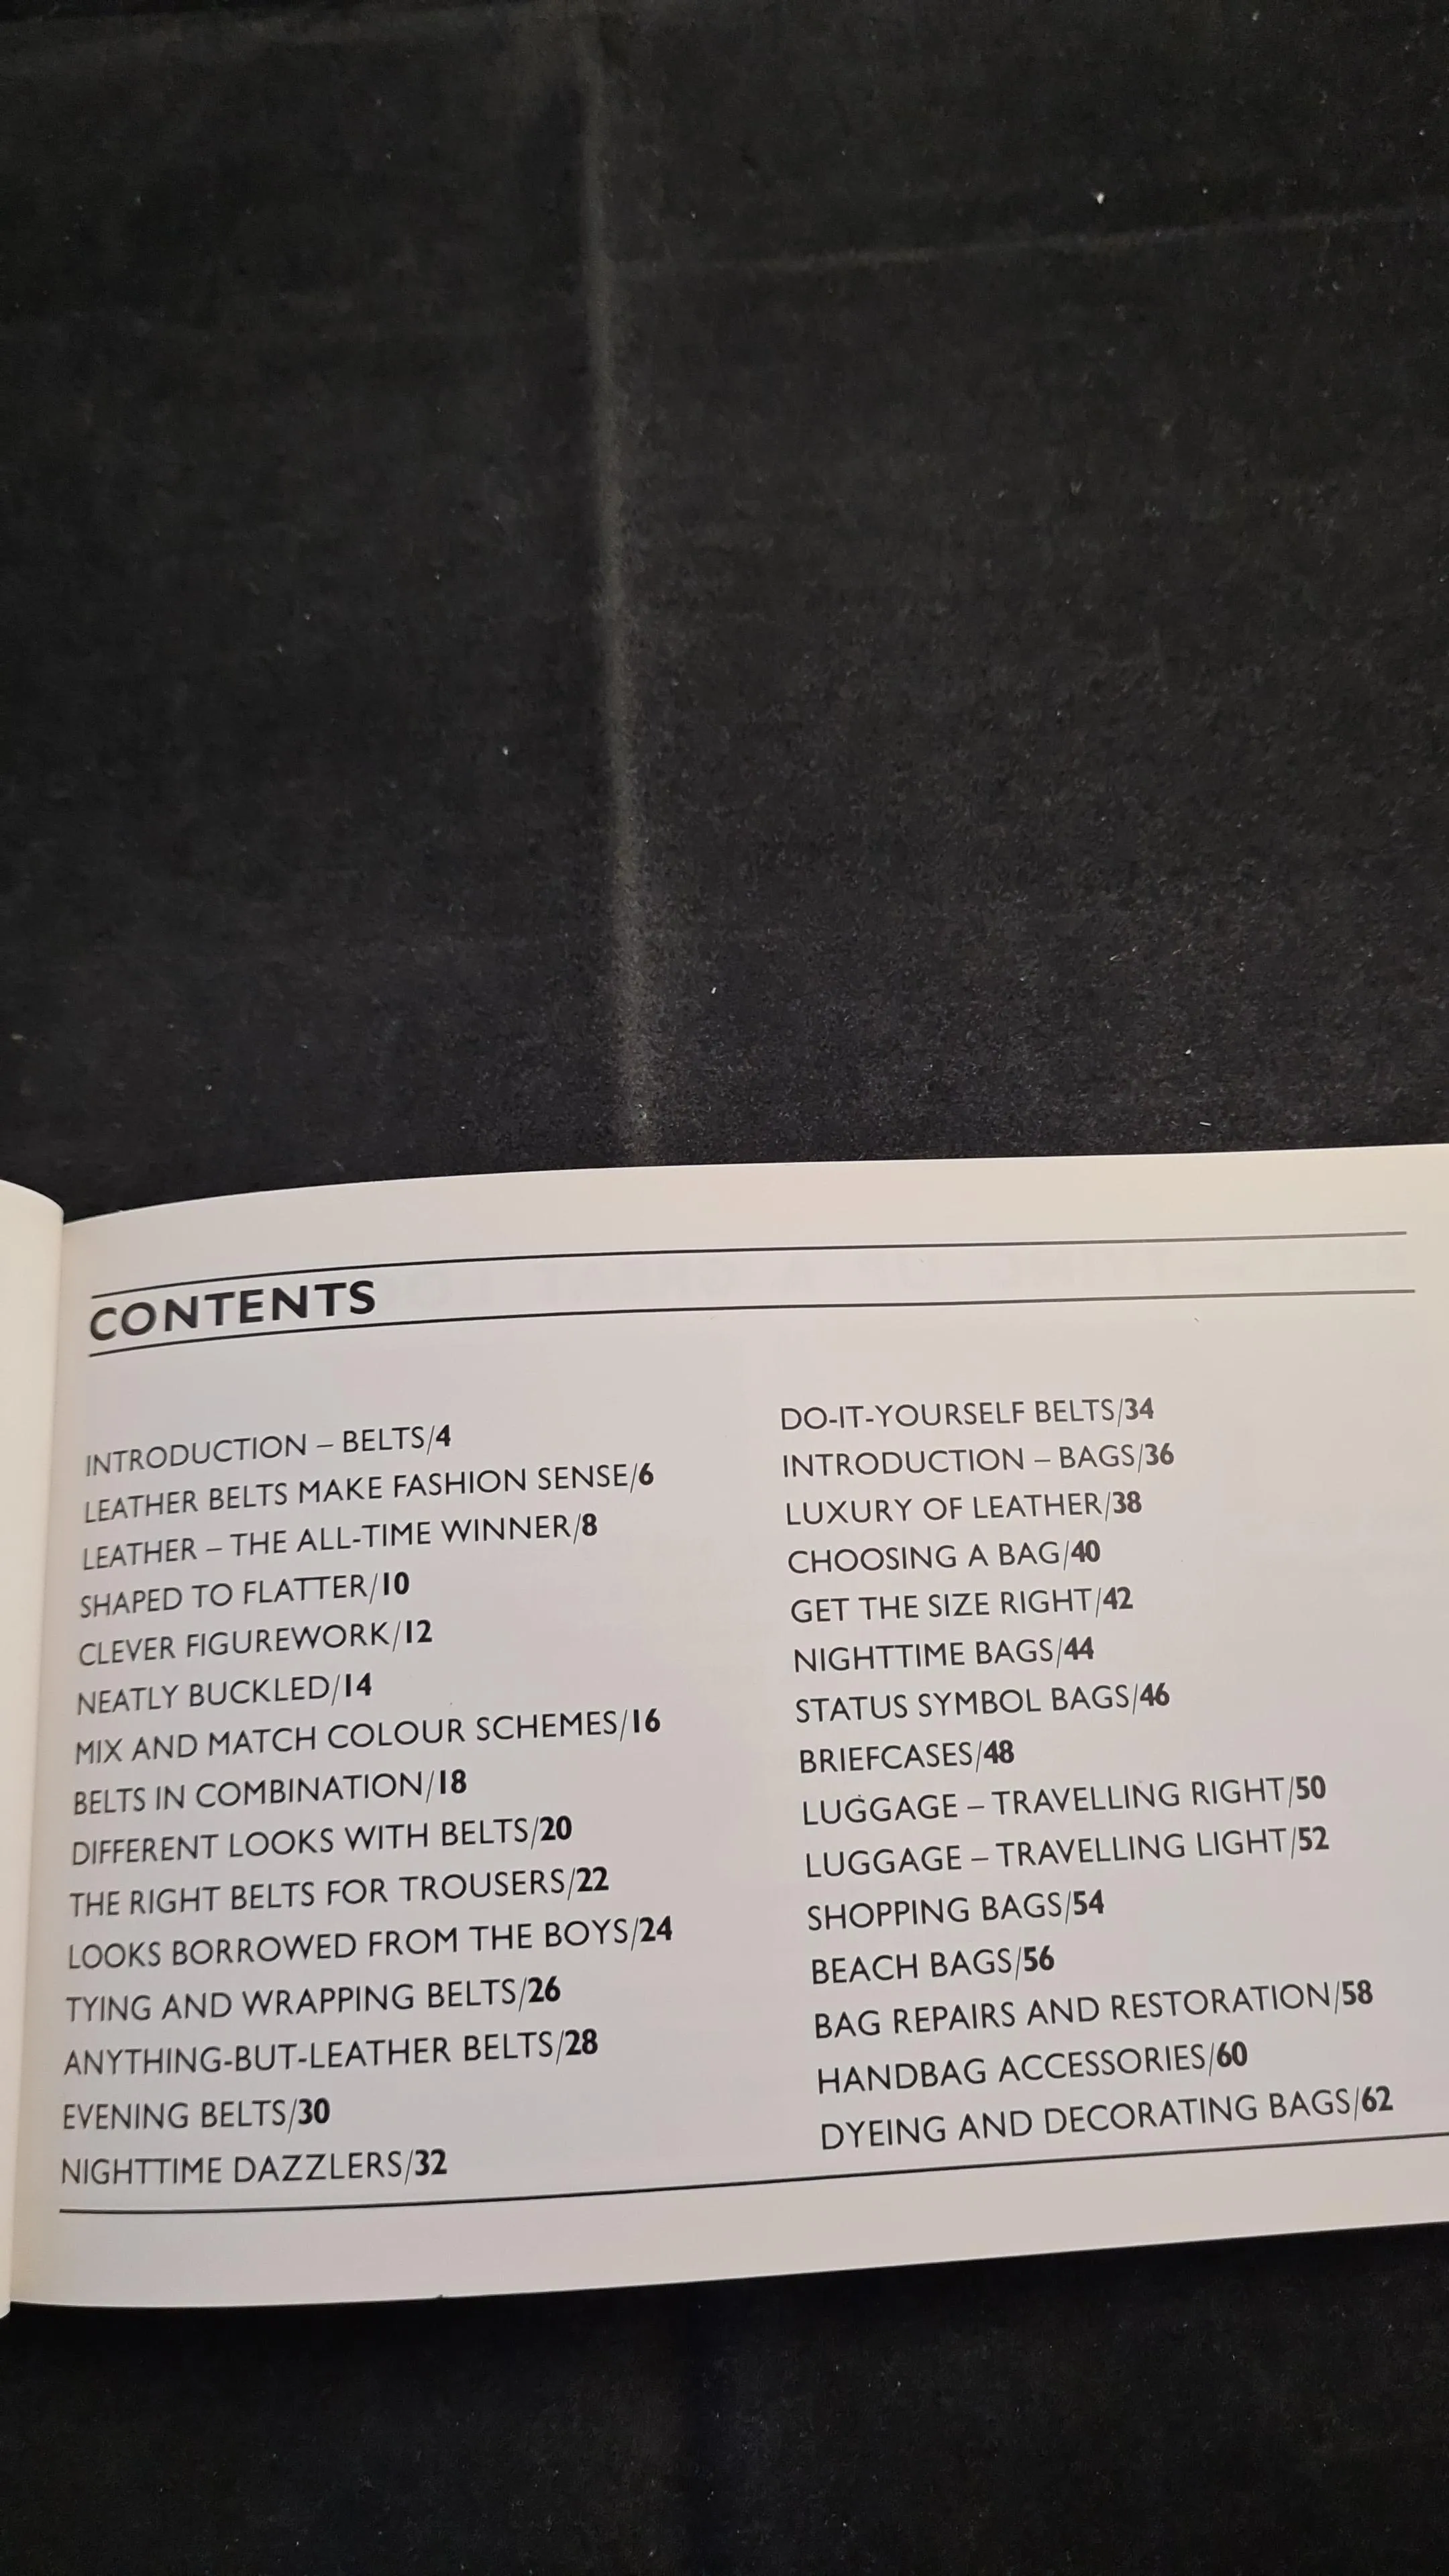 CONTENTS
INTRODUCTION – BELTS/4
LEATHER BELTS MAKE FASHION SENSE/6
LEATHER – THE ALL-TIME WINNER/8
SHAPED TO FLATTER/10
CLEVER FIGUREWORK/12
NEATLY BUCKLED/14
MIX AND MATCH COLOUR SCHEMES/16
BELTS IN COMBINATION/18
DIFFERENT LOOKS WITH BELTS/20
THE RIGHT BELTS FOR TROUSERS/22
LOOKS BORROWED FROM THE BOYS/24
TYING AND WRAPPING BELTS/26
ANYTHING-BUT-LEATHER BELTS/28
EVENING BELTS/30
NIGHTTIME DAZZLERS/32
DO-IT-YOURSELF BELTS/34
INTRODUCTION – BAGS/36
LUXURY OF LEATHER/38
CHOOSING A BAG/40
GET THE SIZE RIGHT/42
NIGHTTIME BAGS/44
STATUS SYMBOL BAGS/46
BRIEFCASES/48
LUGGAGE – TRAVELLING RIGHT/50
LUGGAGE – TRAVELLING LIGHT/52
SHOPPING BAGS/54
BEACH BAGS/56
BAG REPAIRS AND RESTORATION/58
HANDBAG ACCESSORIES/60
DYEING AND DECORATING BAGS/62